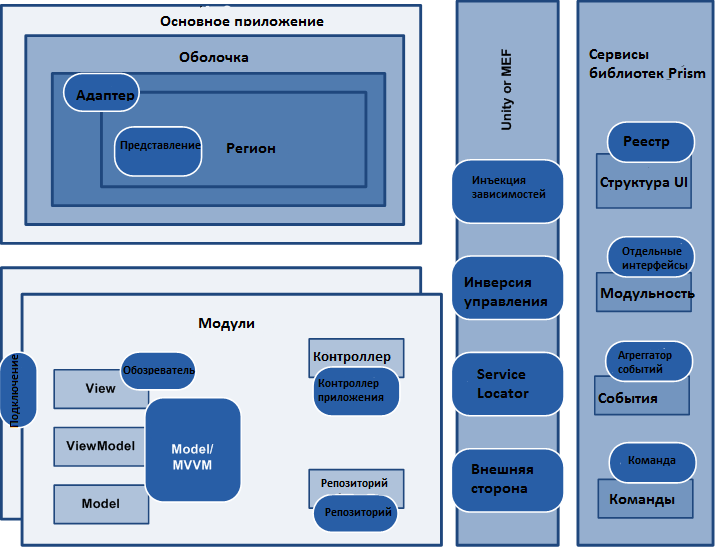 Основное приложение
Оболочка
Адаптер
Представление
Регион
Модули
Подключение
Обозреватель
View
ViewModel
Model
Model/
MVVM
Контроллер
Контроллер
приложения
Репозиторий
Репозиторий
Unity or MEF
Инъекция
зависимостей
Инверсия
управления
Service
Locator
Внешняя
сторона
Сервисы
библиотек Prism
Реестр
Структура UI
Отдельные
интерфейсы
Модульность
Агреггатор
событий
События
Команда
Команды